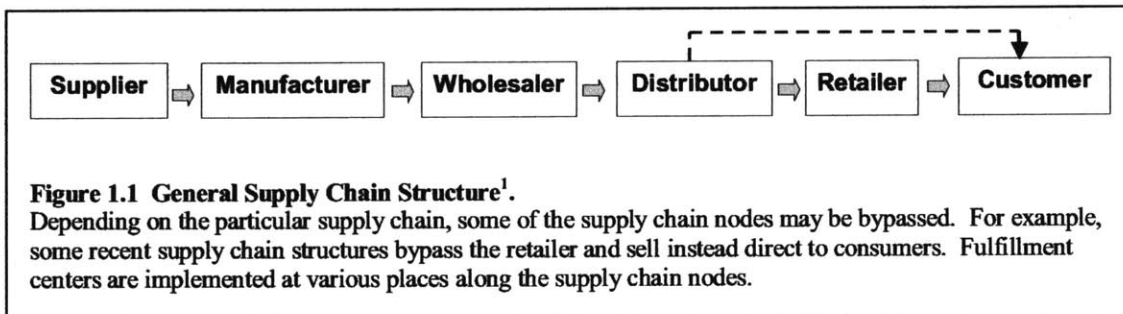 Supplier Manufacturer Wholesaler Distributor Retailer Customer
Figure 1.1 General Supply Chain Structure¹.
Depending on the particular supply chain, some of the supply chain nodes may be bypassed. For example,
some recent supply chain structures bypass the retailer and sell instead direct to consumers. Fulfillment
centers are implemented at various places along the supply chain nodes.